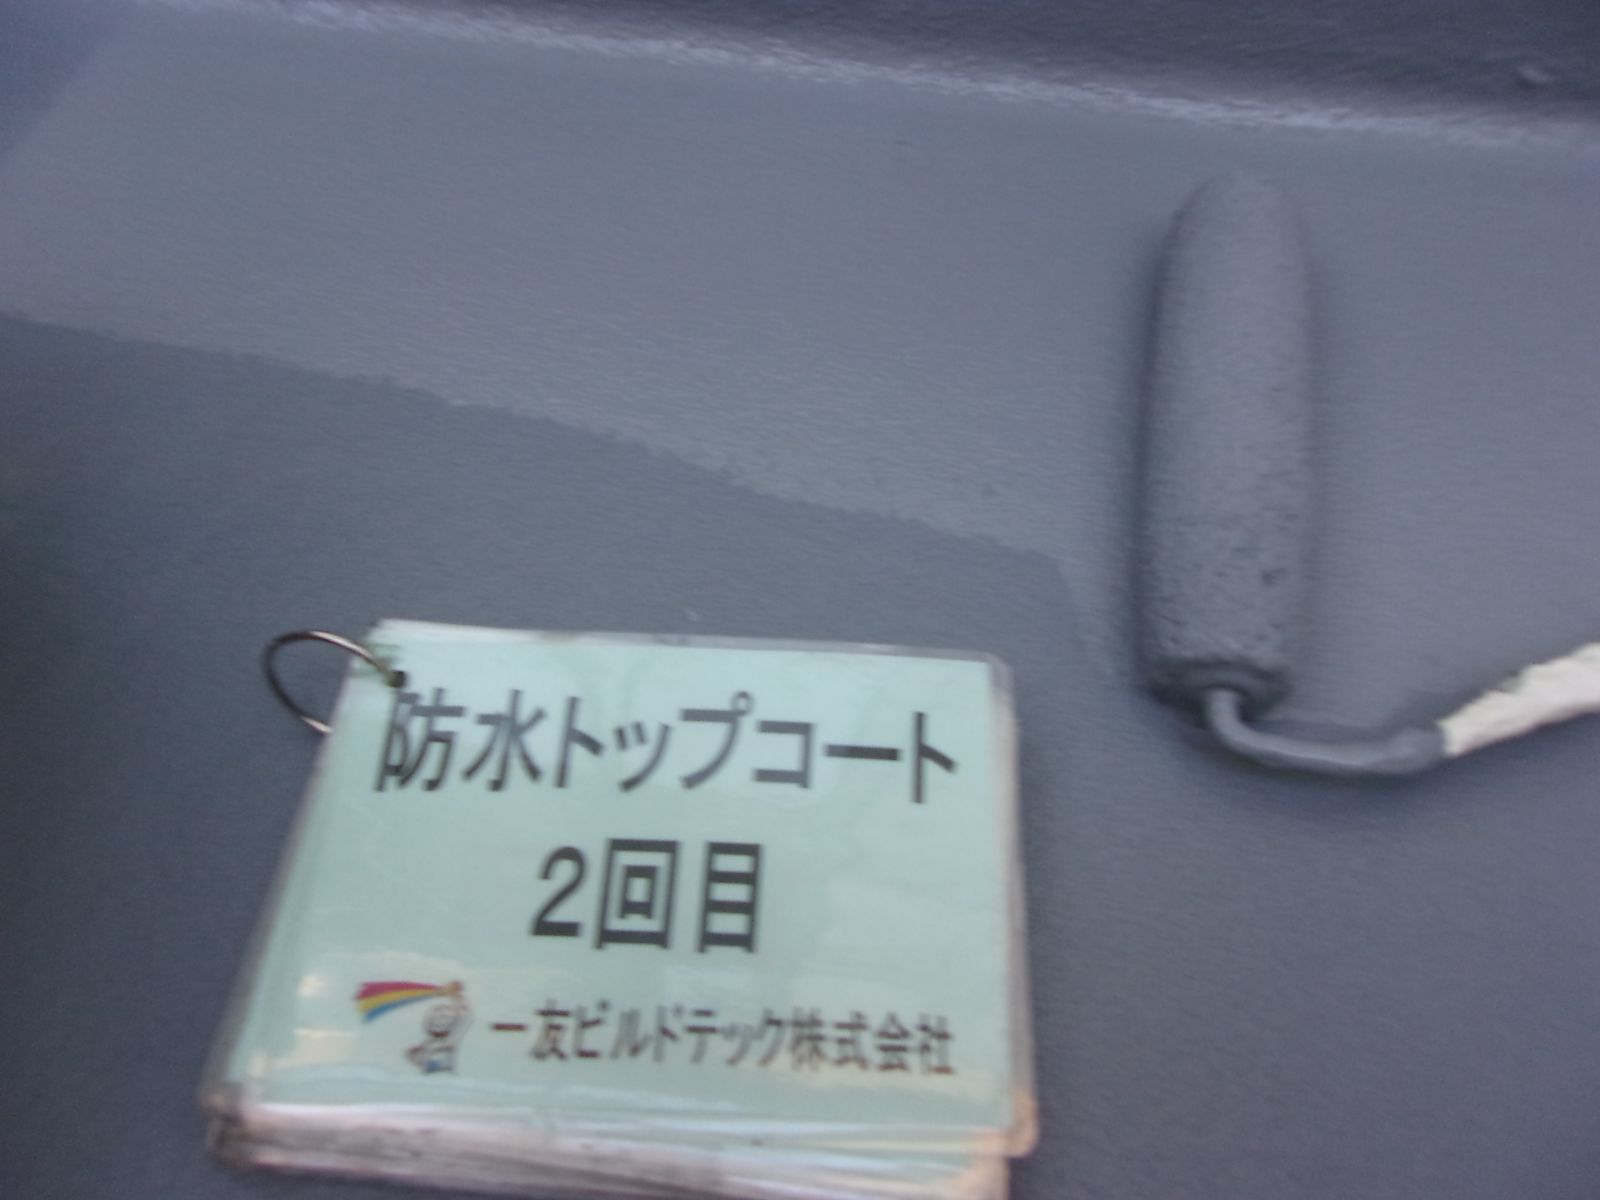 防水トップコート
2回目
一友ビルドテック株式会社